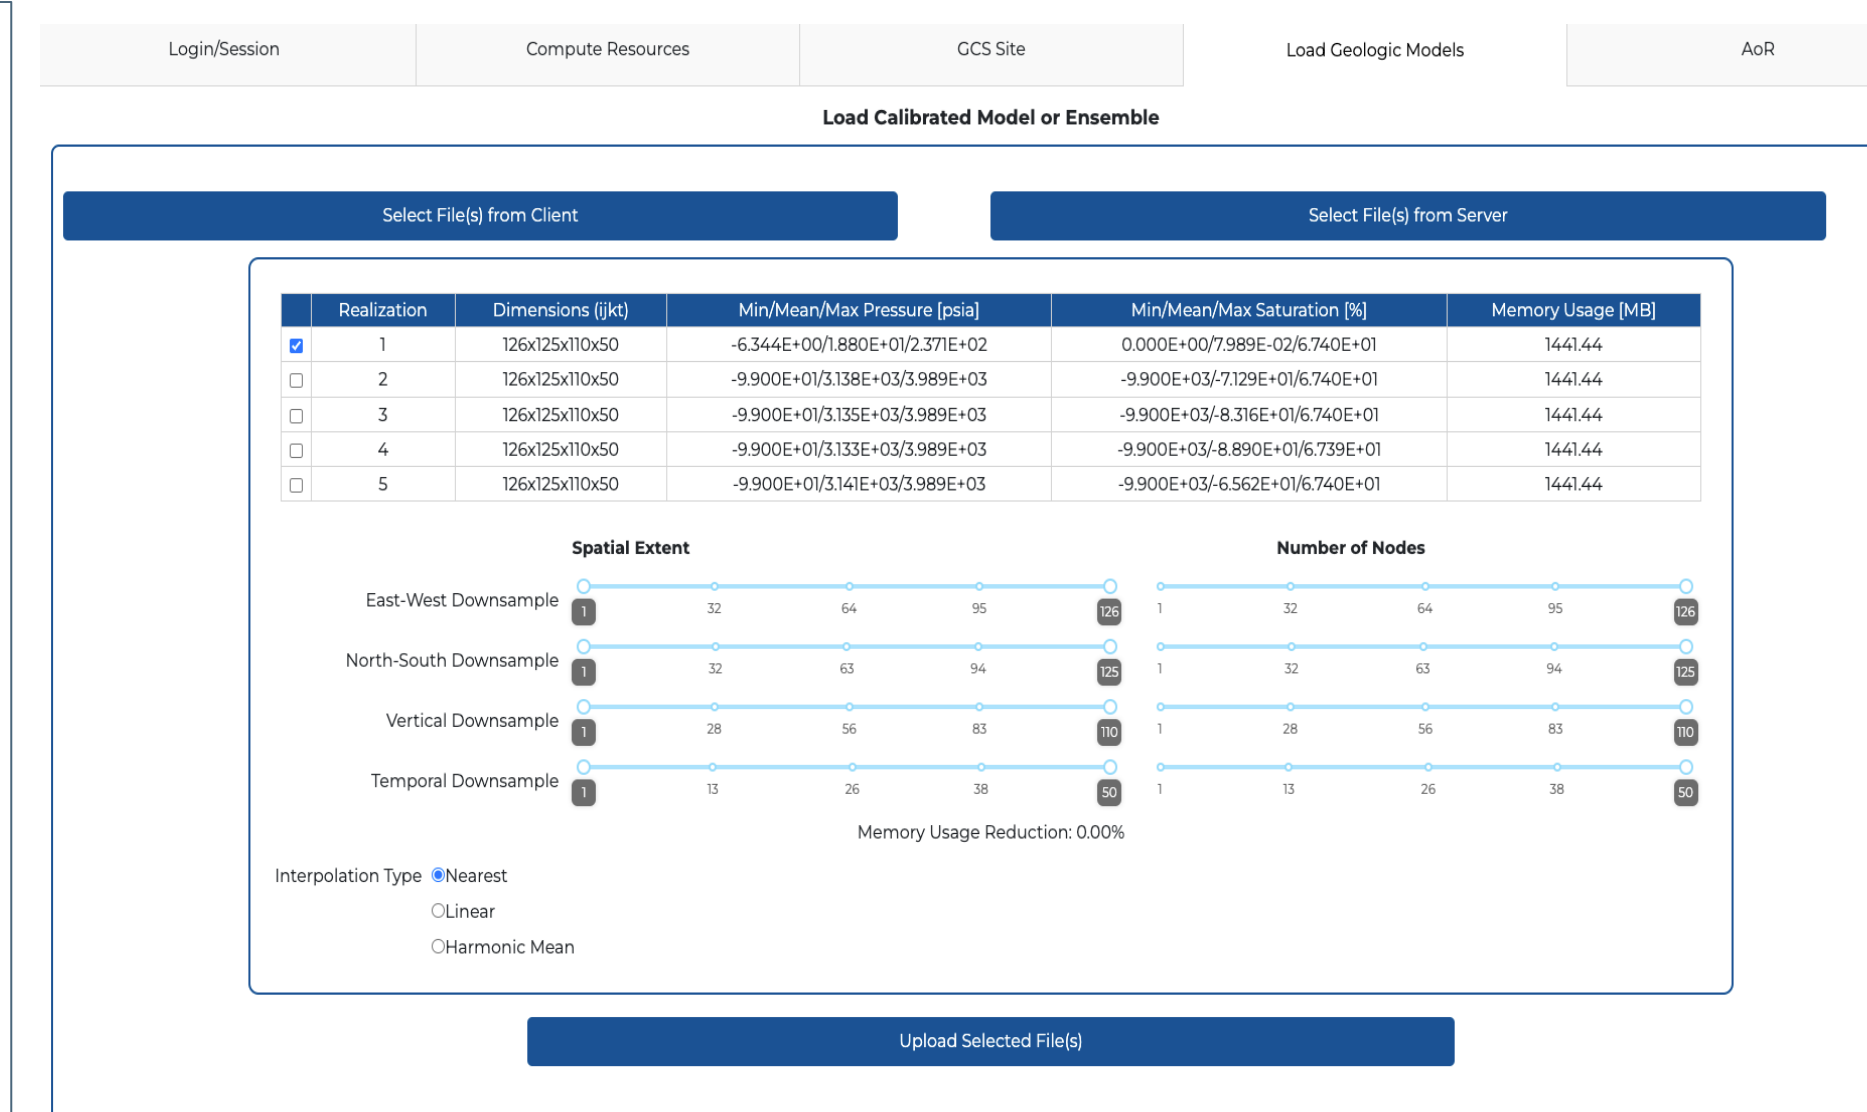 Login/Session Compute Resources GCS Site Load Geologic Models AoR
Load Calibrated Model or Ensemble
Select File(s) from Client Select File(s) from Server
Realization Dimensions (ijkt) Min/Mean/Max Pressure [psia] Min/Mean/Max Saturation [%] Memory Usage [MB]
1 126x125x110x50 -6.344E+00/1.880E+01/2.371E+02 0.000E+00/7.989E-02/6.740E+01 1441.44
2 126x125x110x50 -9.900E+01/3.138E+03/3.989E+03 -9.900E+03/-7.129E+01/6.740E+01 1441.44
3 126x125x110x50 -9.900E+01/3.135E+03/3.989E+03 -9.900E+03/-8.316E+01/6.740E+01 1441.44
4 126x125x110x50 -9.900E+01/3.133E+03/3.989E+03 -9.900E+03/-8.890E+01/6.739E+01 1441.44
5 126x125x110x50 -9.900E+01/3.141E+03/3.989E+03 -9.900E+03/-6.562E+01/6.740E+01 1441.44
Spatial Extent Number of Nodes
East-West Downsample 1 32 64 95 126 1 32 64 95 126
North-South Downsample 1 32 63 94 125 1 32 63 94 125
Vertical Downsample 1 28 56 83 110 1 28 56 83 110
Temporal Downsample 1 13 26 38 50 1 13 26 38 50
Memory Usage Reduction: 0.00%
Interpolation Type Nearest
Linear
Harmonic Mean
Upload Selected File(s)